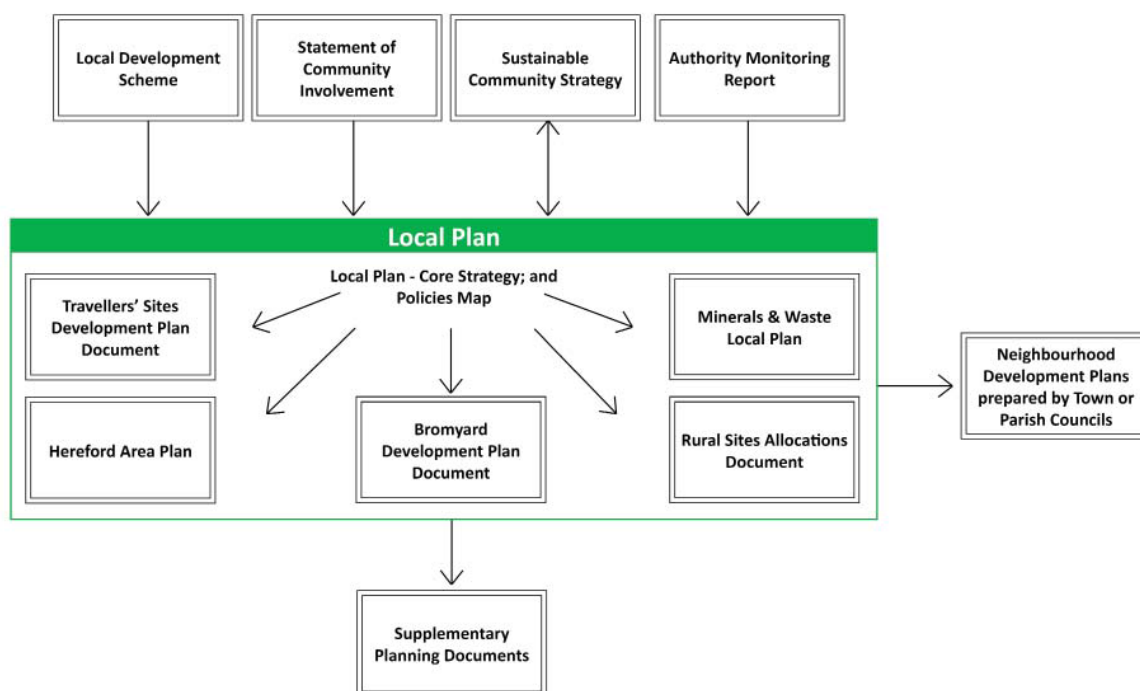 Local Development
Scheme
Statement of
Community
Involvement
Sustainable
Community Strategy
Authority Monitoring
Report
Local Plan
Local Plan - Core Strategy; and
Policies Map
Travellers' Sites
Development Plan
Document
Minerals & Waste
Local Plan
Hereford Area Plan
Bromyard
Development Plan
Document
Rural Sites Allocations
Document
Neighbourhood
Development Plans
prepared by Town or
Parish Councils
Supplementary
Planning Documents